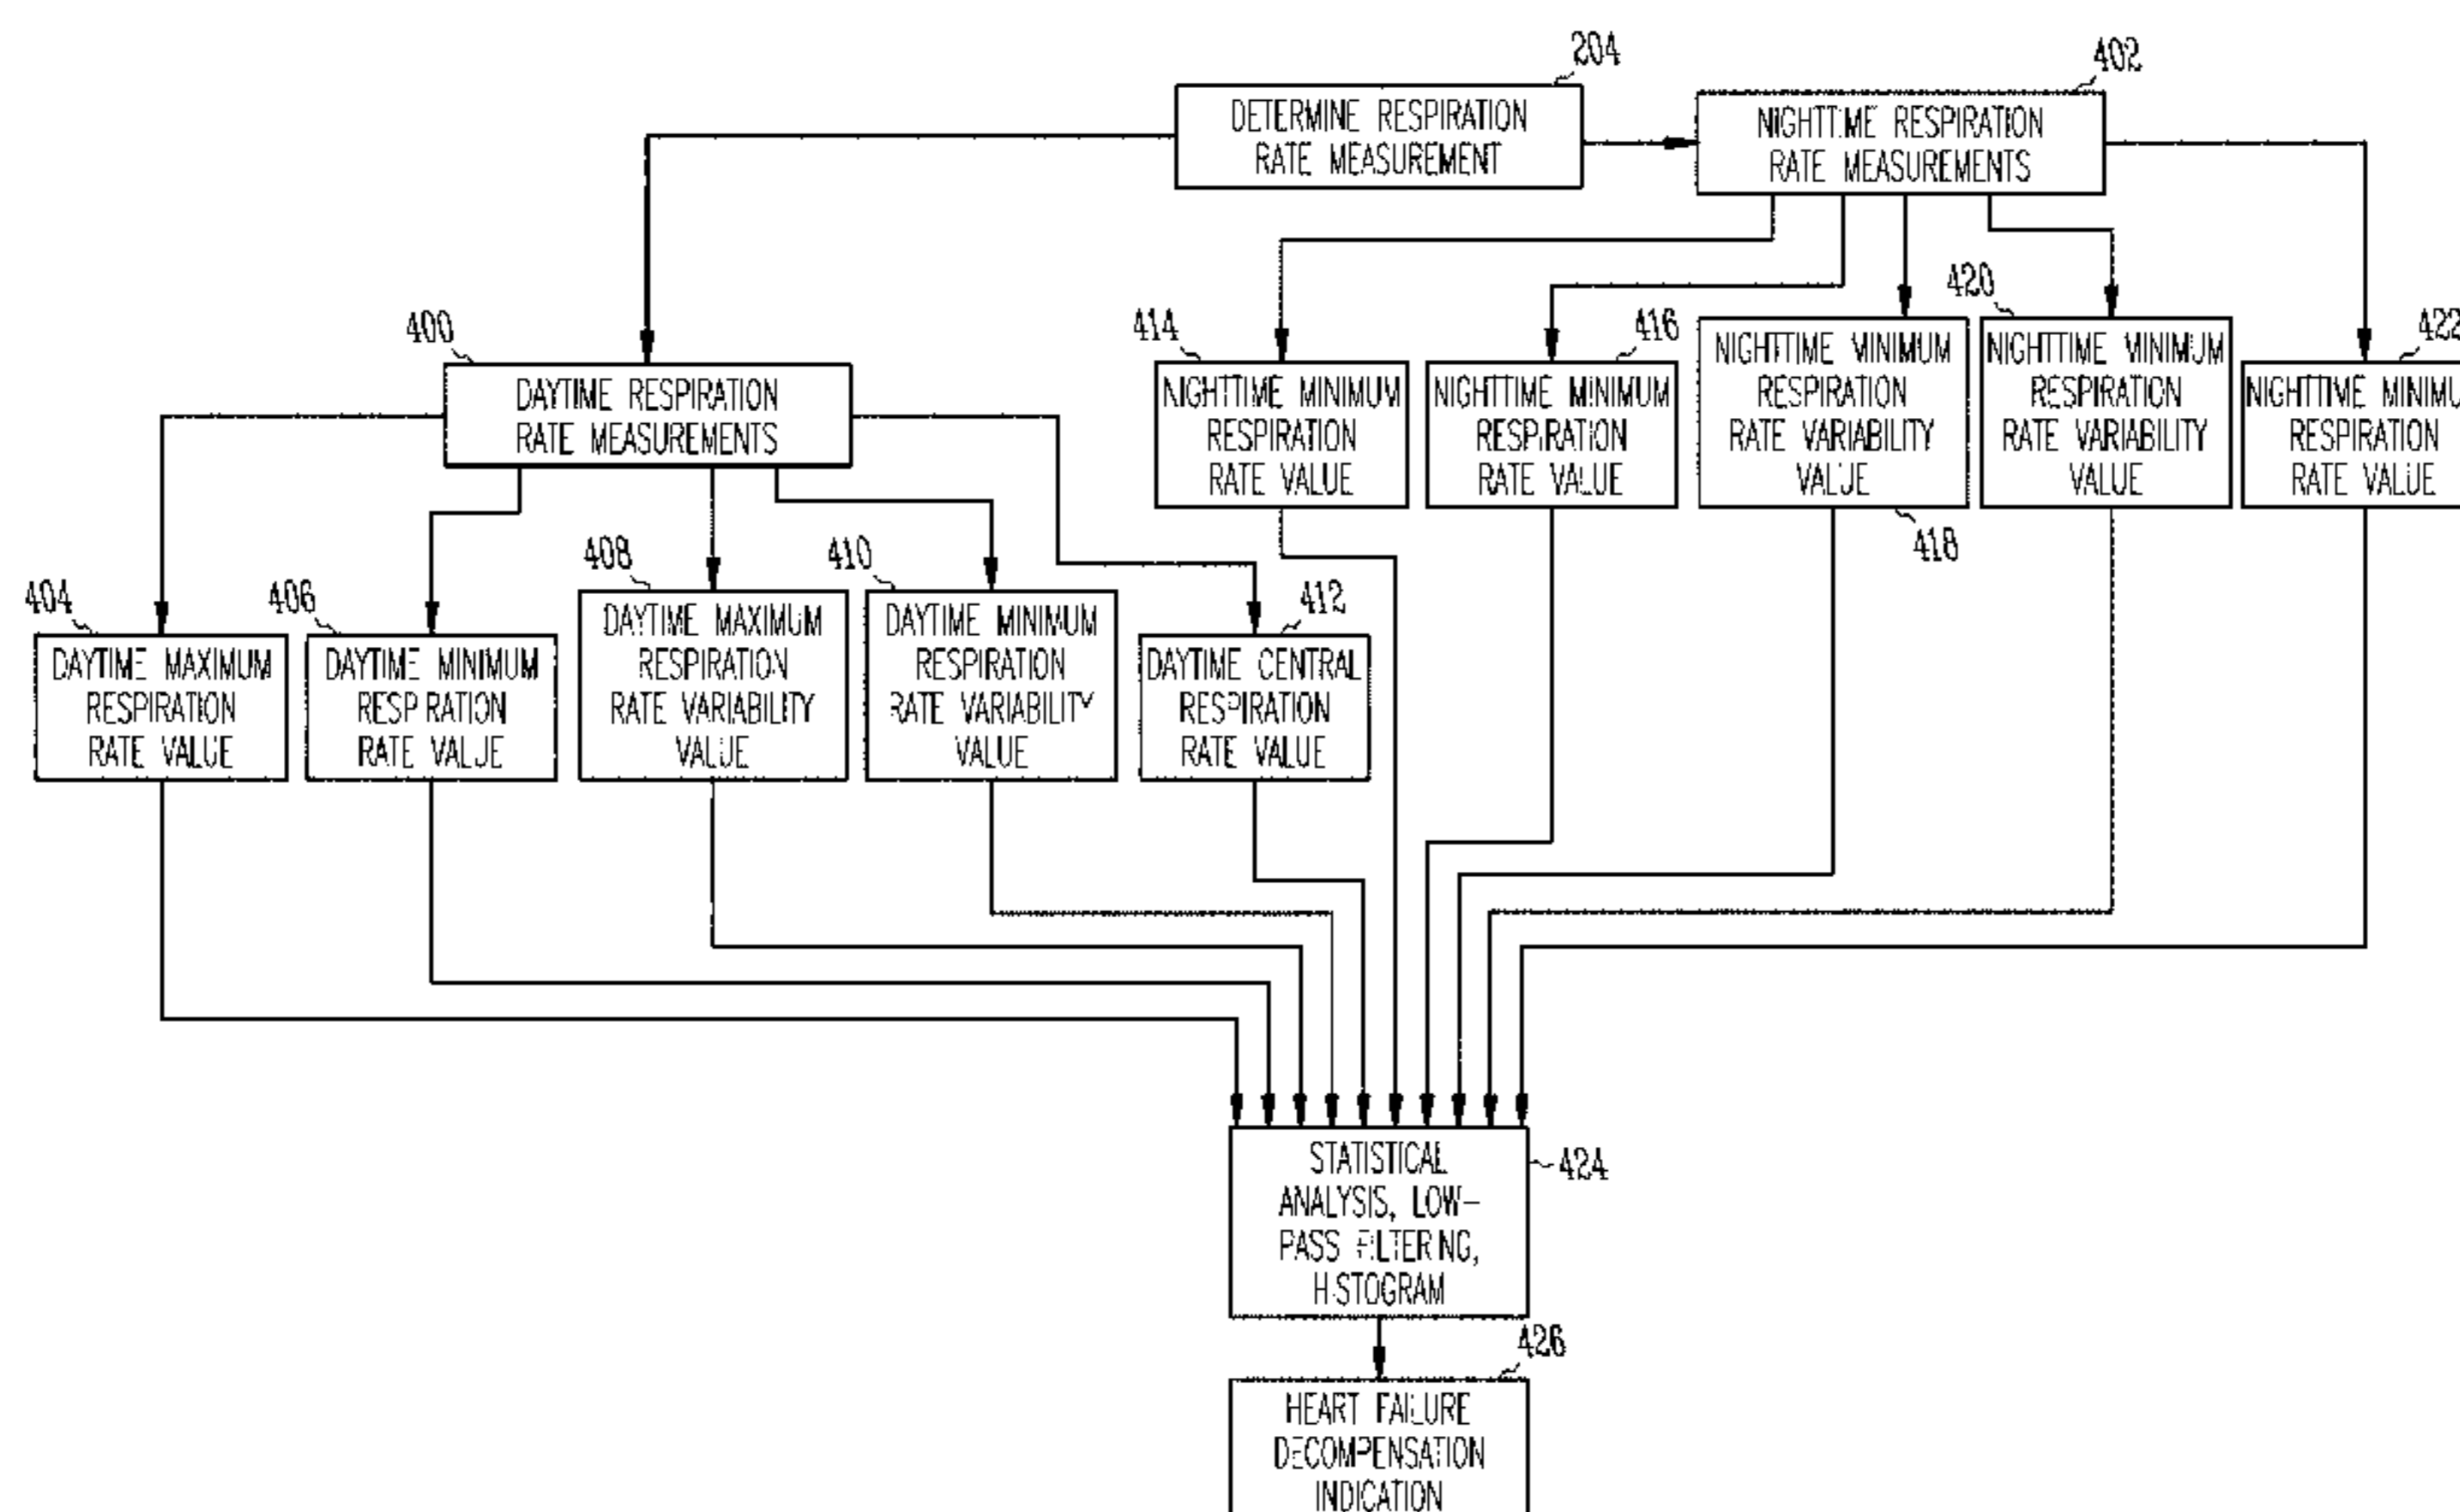 204
DETERMINE RESPIRATION
RATE MEASUREMENT
402
NIGHTTIME RESPIRATION
RATE MEASUREMENTS
400
DAYTIME RESPIRATION
RATE MEASUREMENTS
414
NIGHTTIME MINIMUM
RESPIRATION
RATE VALUE
416
NIGHTTIME MINIMUM
RESPIRATION
RATE VALUE
418
NIGHTTIME MINIMUM
RESPIRATION
RATE VARIABILITY
VALUE
420
NIGHTTIME MINIMUM
RESPIRATION
RATE VARIABILITY
VALUE
422
NIGHTTIME MINIMU
RESPIRATION
RATE VALUE
404
DAYTIME MAXIMUM
RESPIRATION
RATE VALUE
406
DAYTIME MINIMUM
RESPIRATION
RATE VALUE
408
DAYTIME MAXIMUM
RESPIRATION
RATE VARIABILITY
VALUE
410
DAYTIME MINIMUM
RESPIRATION
RATE VARIABILITY
VALUE
412
DAYTIME CENTRAL
RESPIRATION
RATE VALUE
424
STATISTICAL
ANALYSIS, LOW-
PASS FILTERING,
HISTOGRAM
426
HEART FAILURE
DECOMPENSATION
INDICATION